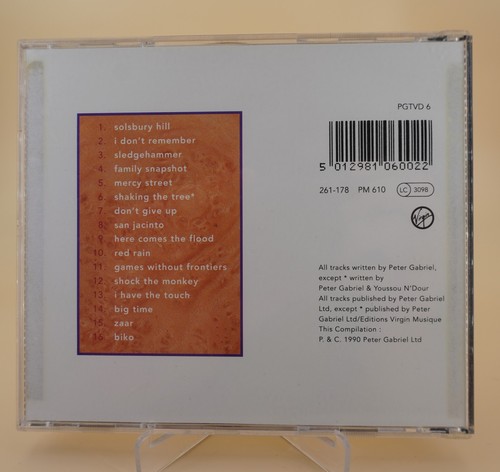 1. solsbury hill
2 i don't remember
3. sledgehammer
4. family snapshot
5. mercy street
6. shaking the tree*
7. don't give up
8. san jacinto
9. here comes the flood
10. red rain
11. games without frontiers
12. shock the monkey
13. i have the touch
14. big time
15. zaar
16. biko
PGTVD 6
5 012981 060022
261-178 PM 610 LC 3098
Virgin
All tracks written by Peter Gabriel,
except * written by
Peter Gabriel & Youssou N'Dour
All tracks published by Peter Gabriel
Ltd, except * published by Peter
Gabriel Ltd/Editions Virgin Musique
This Compilation :
P. & C. 1990 Peter Gabriel Ltd